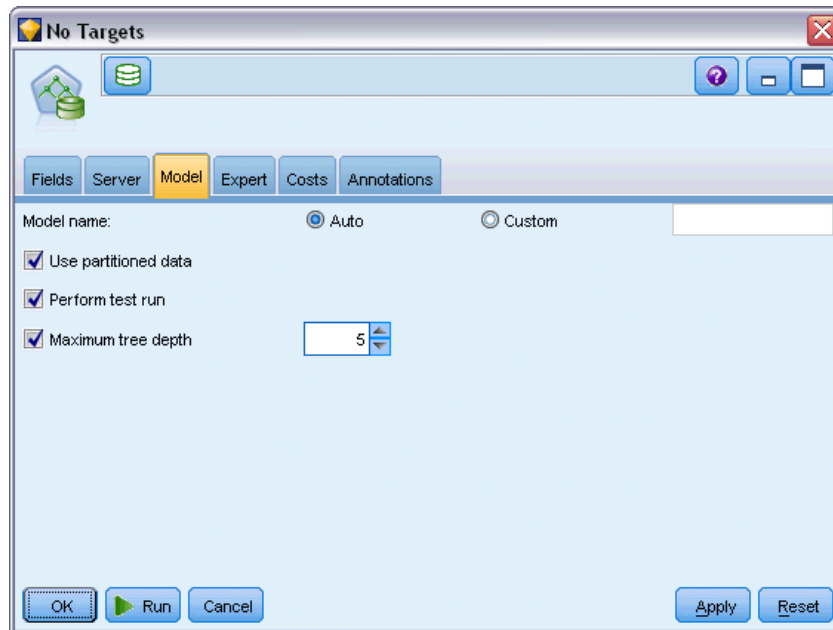 No Targets
Fields Server Model Expert Costs Annotations
Model name: Auto Custom
Use partitioned data
Perform test run
Maximum tree depth 5
OK Run Cancel Apply Reset